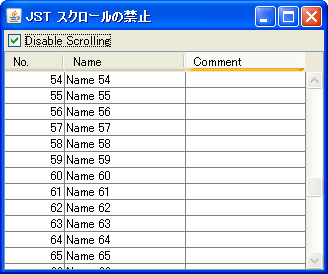 JST スクロールの禁止
Disable Scrolling
No. Name Comment
54 Name 54
55 Name 55
56 Name 56
57 Name 57
58 Name 58
59 Name 59
60 Name 60
61 Name 61
62 Name 62
63 Name 63
64 Name 64
65 Name 65